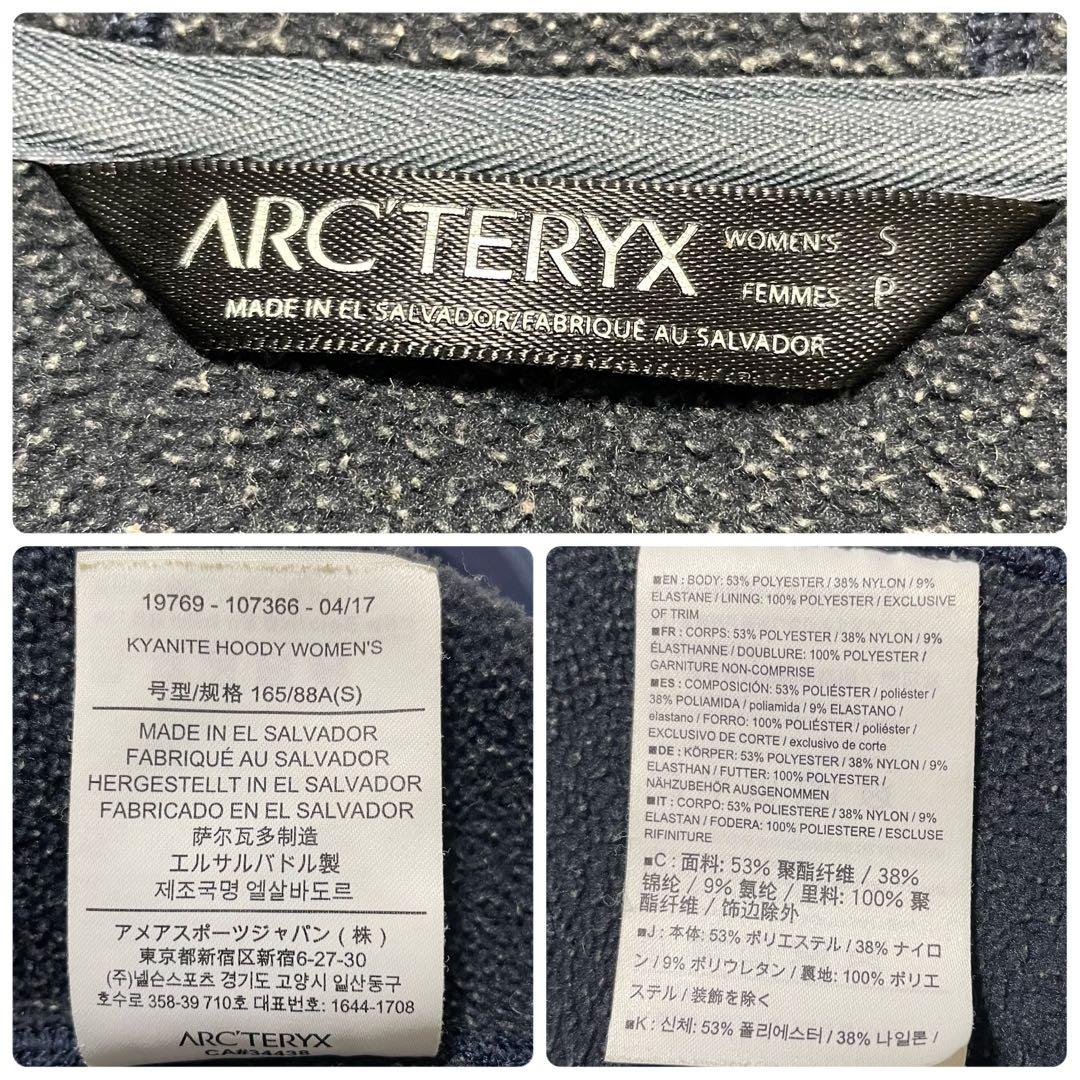 ARC'TERYX WOMEN'S S
FEMMES P
MADE IN EL SALVADOR/FABRIQUÉ AU SALVADOR
19769 - 107366 - 04/17
KYANITE HOODY WOMEN'S
号型/规格 165/88A(S)
MADE IN EL SALVADOR
FABRIQUÉ AU SALVADOR
HERGESTELLT IN EL SALVADOR
FABRICADO EN EL SALVADOR
萨尔瓦多制造
エルサルバドル製
제조국명 엘살바도르
アメアスポーツジャパン(株)
東京都新宿区新宿6-27-30
(주)넬슨스포츠 경기도 고양시 일산동구
호수로 358-39 710호 대표번호: 1644-1708
ARC'TERYX
CA#34438
■EN : BODY: 53% POLYESTER / 38% NYLON / 9%
ELASTANE / LINING: 100% POLYESTER / EXCLUSIVE
OF TRIM
■FR : CORPS: 53% POLYESTER / 38% NYLON / 9%
ÉLASTHANNE / DOUBLURE: 100% POLYESTER /
GARNITURE NON-COMPRISE
■ES : COMPOSICIÓN: 53% POLIÉSTER / poliéster /
38% POLIAMIDA / poliamida / 9% ELASTANO /
elastano / FORRO: 100% POLIÉSTER / poliéster /
EXCLUSIVO DE CORTE / exclusivo de corte
■DE : KÖRPER: 53% POLYESTER / 38% NYLON / 9%
ELASTHAN / FUTTER: 100% POLYESTER /
NÄHZUBEHÖR AUSGENOMMEN
■IT : CORPO: 53% POLIESTERE / 38% NYLON / 9%
ELASTAN / FODERA: 100% POLIESTERE / ESCLUSE
RIFINITURE
■C : 面料: 53% 聚酯纤维 / 38%
锦纶 / 9% 氨纶 / 里料: 100% 聚
酯纤维 / 饰边除外
■J : 本体: 53% ポリエステル / 38% ナイロ
ン / 9% ポリウレタン / 裏地: 100% ポリエ
ステル / 装飾を除く
■K : 신체: 53% 폴리에스터 / 38% 나일론 /